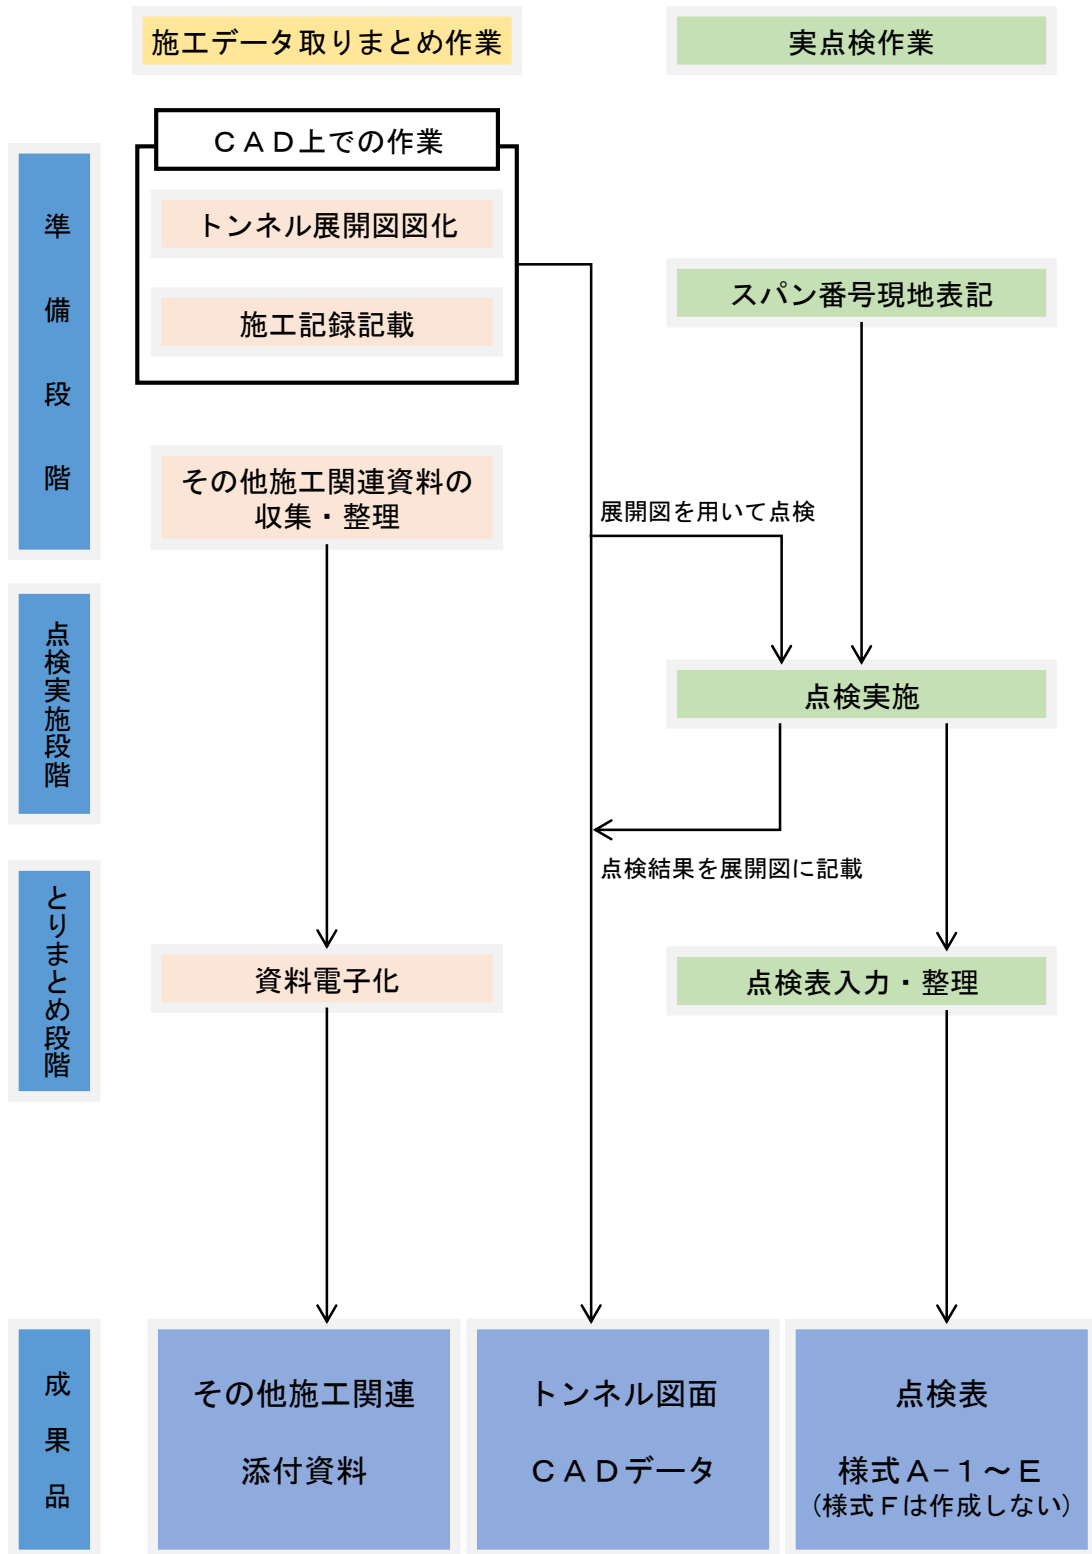 施工データ取りまとめ作業
実点検作業
準備段階
ＣＡＤ上での作業
トンネル展開図図化
施工記録記載
スパン番号現地表記
その他施工関連資料の
収集・整理
展開図を用いて点検
点検実施段階
点検実施
点検結果を展開図に記載
とりまとめ段階
資料電子化
点検表入力・整理
成果品
その他施工関連
添付資料
トンネル図面
ＣＡＤデータ
点検表
様式Ａ-１～Ｅ
(様式Ｆは作成しない)